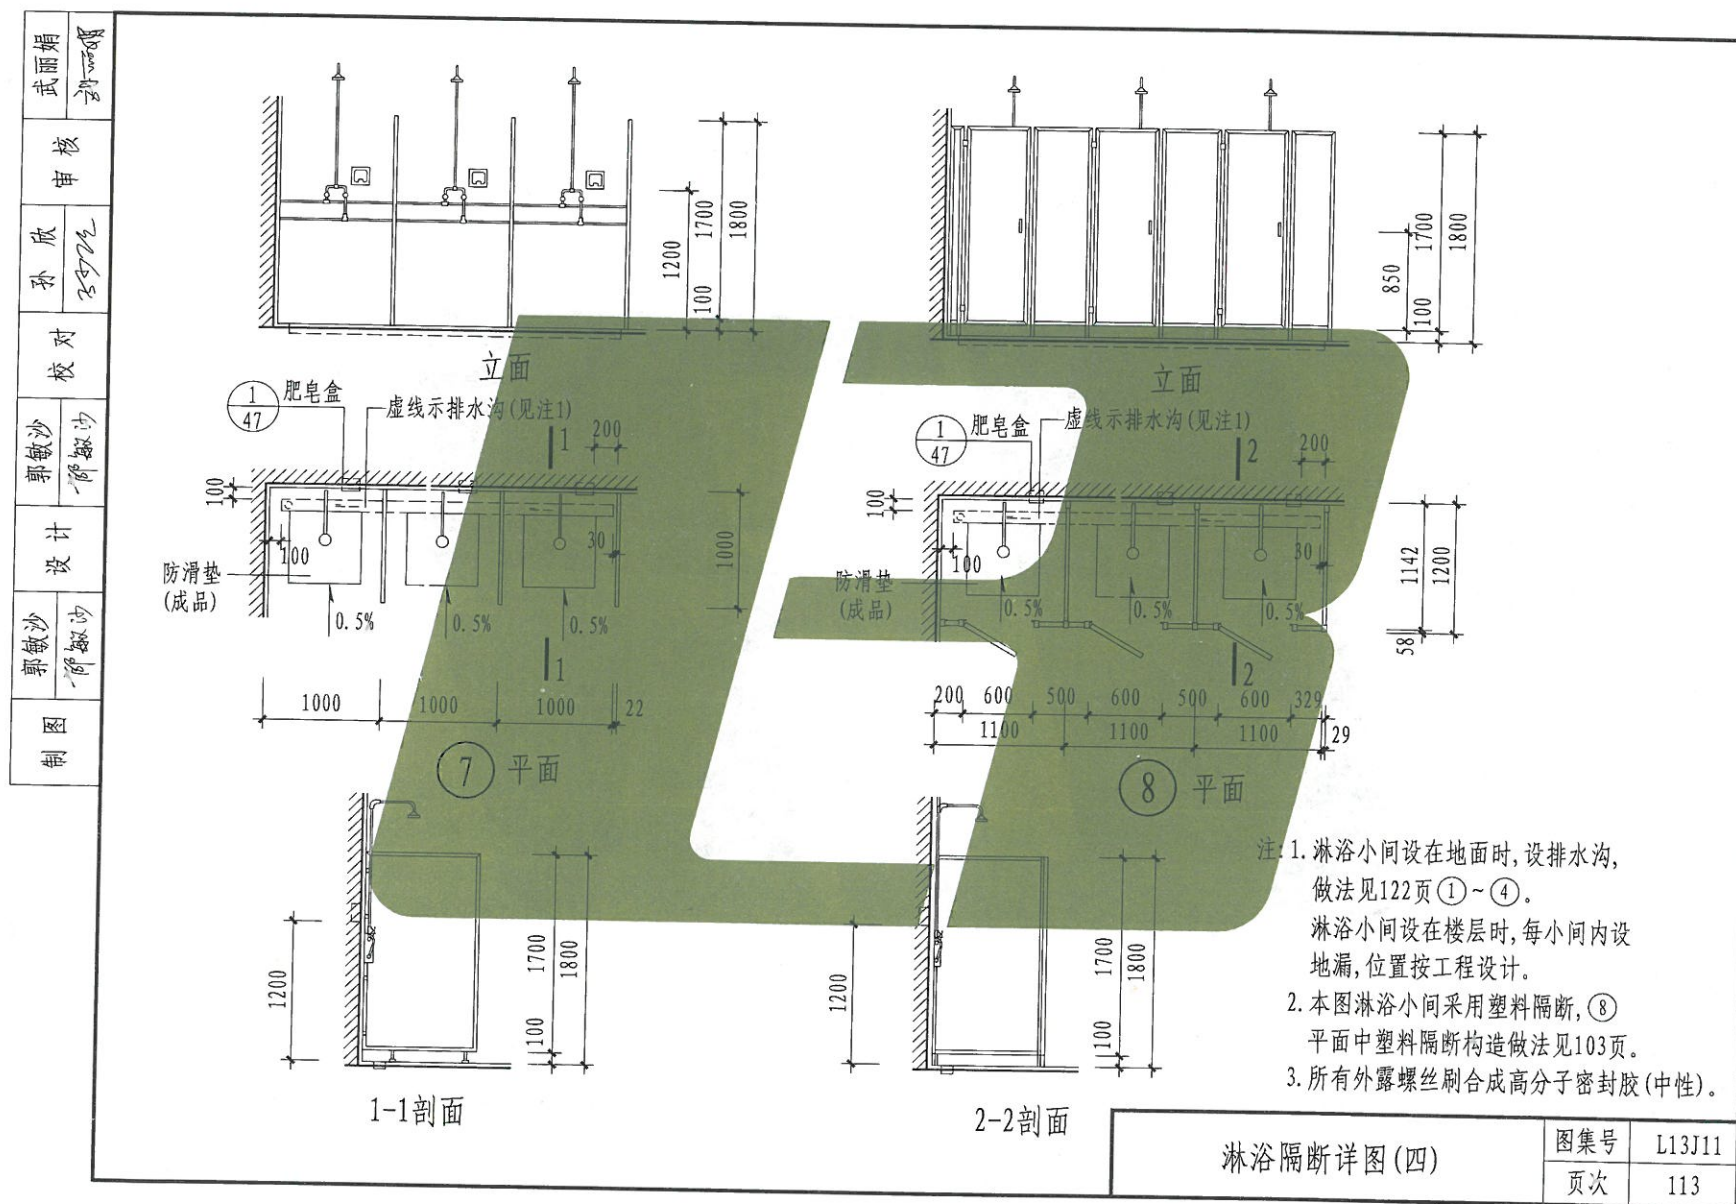 武丽娟
审核
孙欣
校对
郭敏沙
郭敏沙
设计
郭敏沙
郭敏沙
制图
1200
100 1700
1800
立面
850
100 1700
1800
立面
1
47
肥皂盒
虚线示排水沟(见注1)
1
200
100
100
30
1000
防滑垫
(成品)
0.5%
0.5%
0.5%
1
1000
1000
1000
22
7 平面
1
47
肥皂盒
虚线示排水沟(见注1)
2
200
100
100
30
1142
1200
58
防滑垫
(成品)
0.5%
0.5%
0.5%
2
200 600 500 600 500 600 329
1100 1100 1100 29
8 平面
1200
100 1700
1800
1-1剖面
1200
100 1700
1800
2-2剖面
注:1.淋浴小间设在地面时,设排水沟,
做法见122页①~④。
淋浴小间设在楼层时,每小间内设
地漏,位置按工程设计。
2.本图淋浴小间采用塑料隔断,⑧
平面中塑料隔断构造做法见103页。
3.所有外露螺丝刷合成高分子密封胶(中性)。
淋浴隔断详图(四)
图集号 L13J11
页次 113